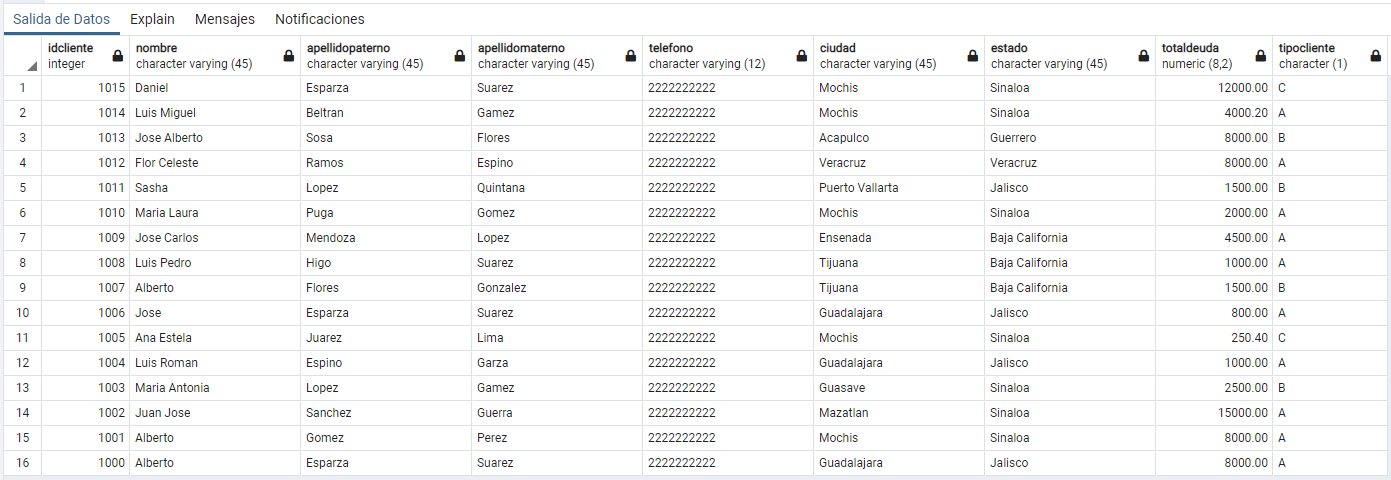 Salida de Datos Explain Mensajes Notificaciones
idcliente nombre apellidopaterno apellidomaterno telefono ciudad estado totaldeuda tipocliente
integer character varying (45) character varying (45) character varying (45) character varying (12) character varying (45) character varying (45) numeric (8,2) character (1)
1 1015 Daniel Esparza Suarez 2222222222 Mochis Sinaloa 12000.00 C
2 1014 Luis Miguel Beltran Gamez 2222222222 Mochis Sinaloa 4000.20 A
3 1013 Jose Alberto Sosa Flores 2222222222 Acapulco Guerrero 8000.00 B
4 1012 Flor Celeste Ramos Espino 2222222222 Veracruz Veracruz 8000.00 A
5 1011 Sasha Lopez Quintana 2222222222 Puerto Vallarta Jalisco 1500.00 B
6 1010 Maria Laura Puga Gomez 2222222222 Mochis Sinaloa 2000.00 A
7 1009 Jose Carlos Mendoza Lopez 2222222222 Ensenada Baja California 4500.00 A
8 1008 Luis Pedro Higo Suarez 2222222222 Tijuana Baja California 1000.00 A
9 1007 Alberto Flores Gonzalez 2222222222 Tijuana Baja California 1500.00 B
10 1006 Jose Esparza Suarez 2222222222 Guadalajara Jalisco 800.00 A
11 1005 Ana Estela Juarez Lima 2222222222 Mochis Sinaloa 250.40 C
12 1004 Luis Roman Espino Garza 2222222222 Guadalajara Jalisco 1000.00 A
13 1003 Maria Antonia Lopez Gamez 2222222222 Guasave Sinaloa 2500.00 B
14 1002 Juan Jose Sanchez Guerra 2222222222 Mazatlan Sinaloa 15000.00 A
15 1001 Alberto Gomez Perez 2222222222 Mochis Sinaloa 8000.00 A
16 1000 Alberto Esparza Suarez 2222222222 Guadalajara Jalisco 8000.00 A